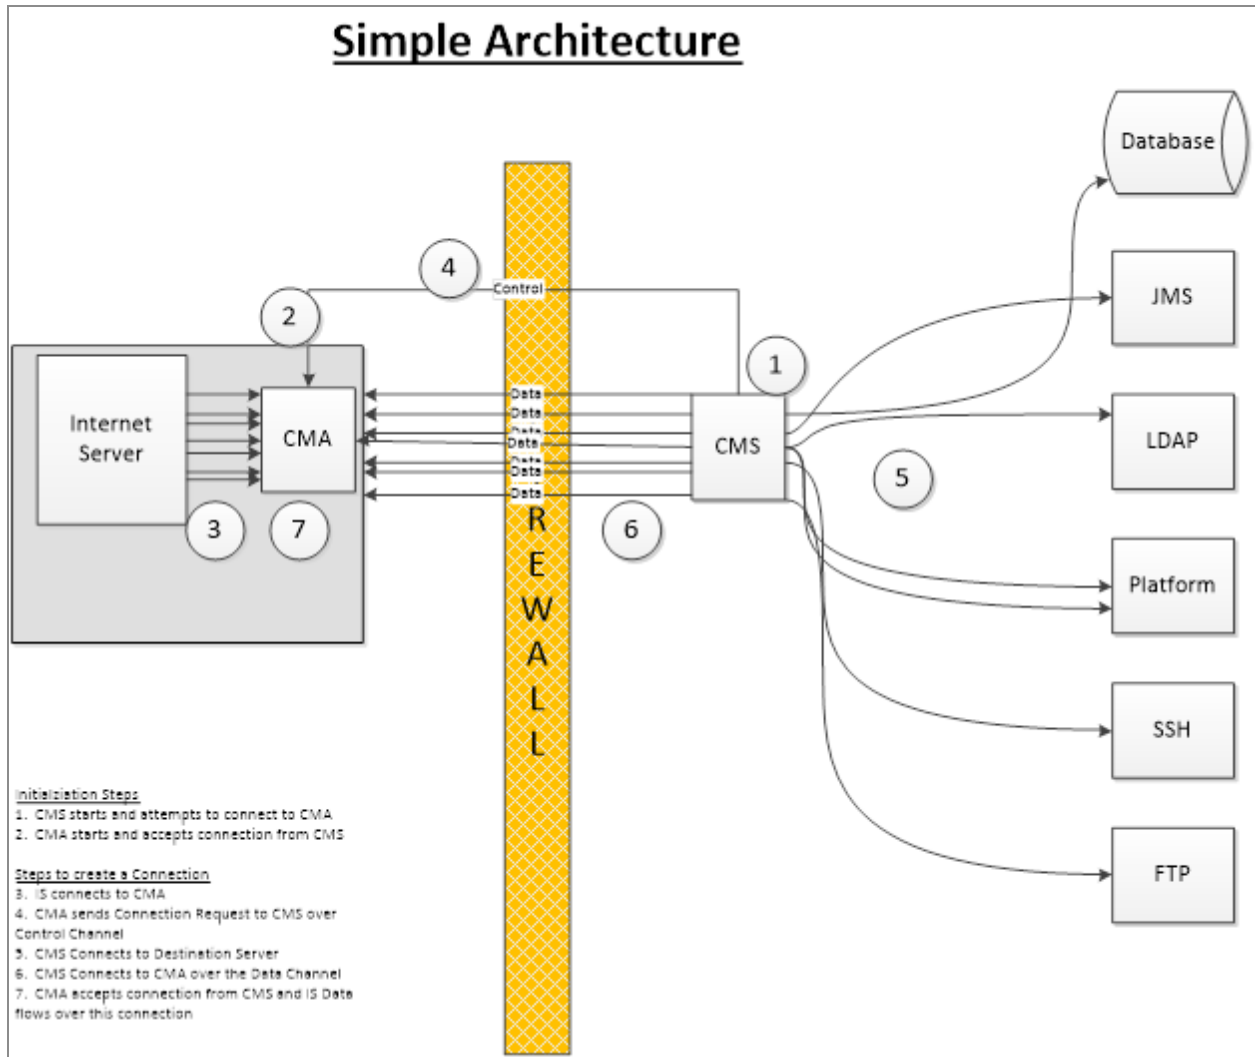 Simple Architecture
Database
4
Control
JMS
2
1
Internet
Server
CMA
Data
Data
Data
Data
Data
Data
Data
CMS
LDAP
5
3
7
6
R
E
W
A
L
L
Platform
SSH
FTP
Initialziation Steps
1. CMS starts and attempts to connect to CMA
2. CMA starts and accepts connection from CMS
Steps to create a Connection
3. IS connects to CMA
4. CMA sends Connection Request to CMS over
Control Channel
5. CMS Connects to Destination Server
6. CMS Connects to CMA over the Data Channel
7. CMA accepts connection from CMS and IS Data
flows over this connection